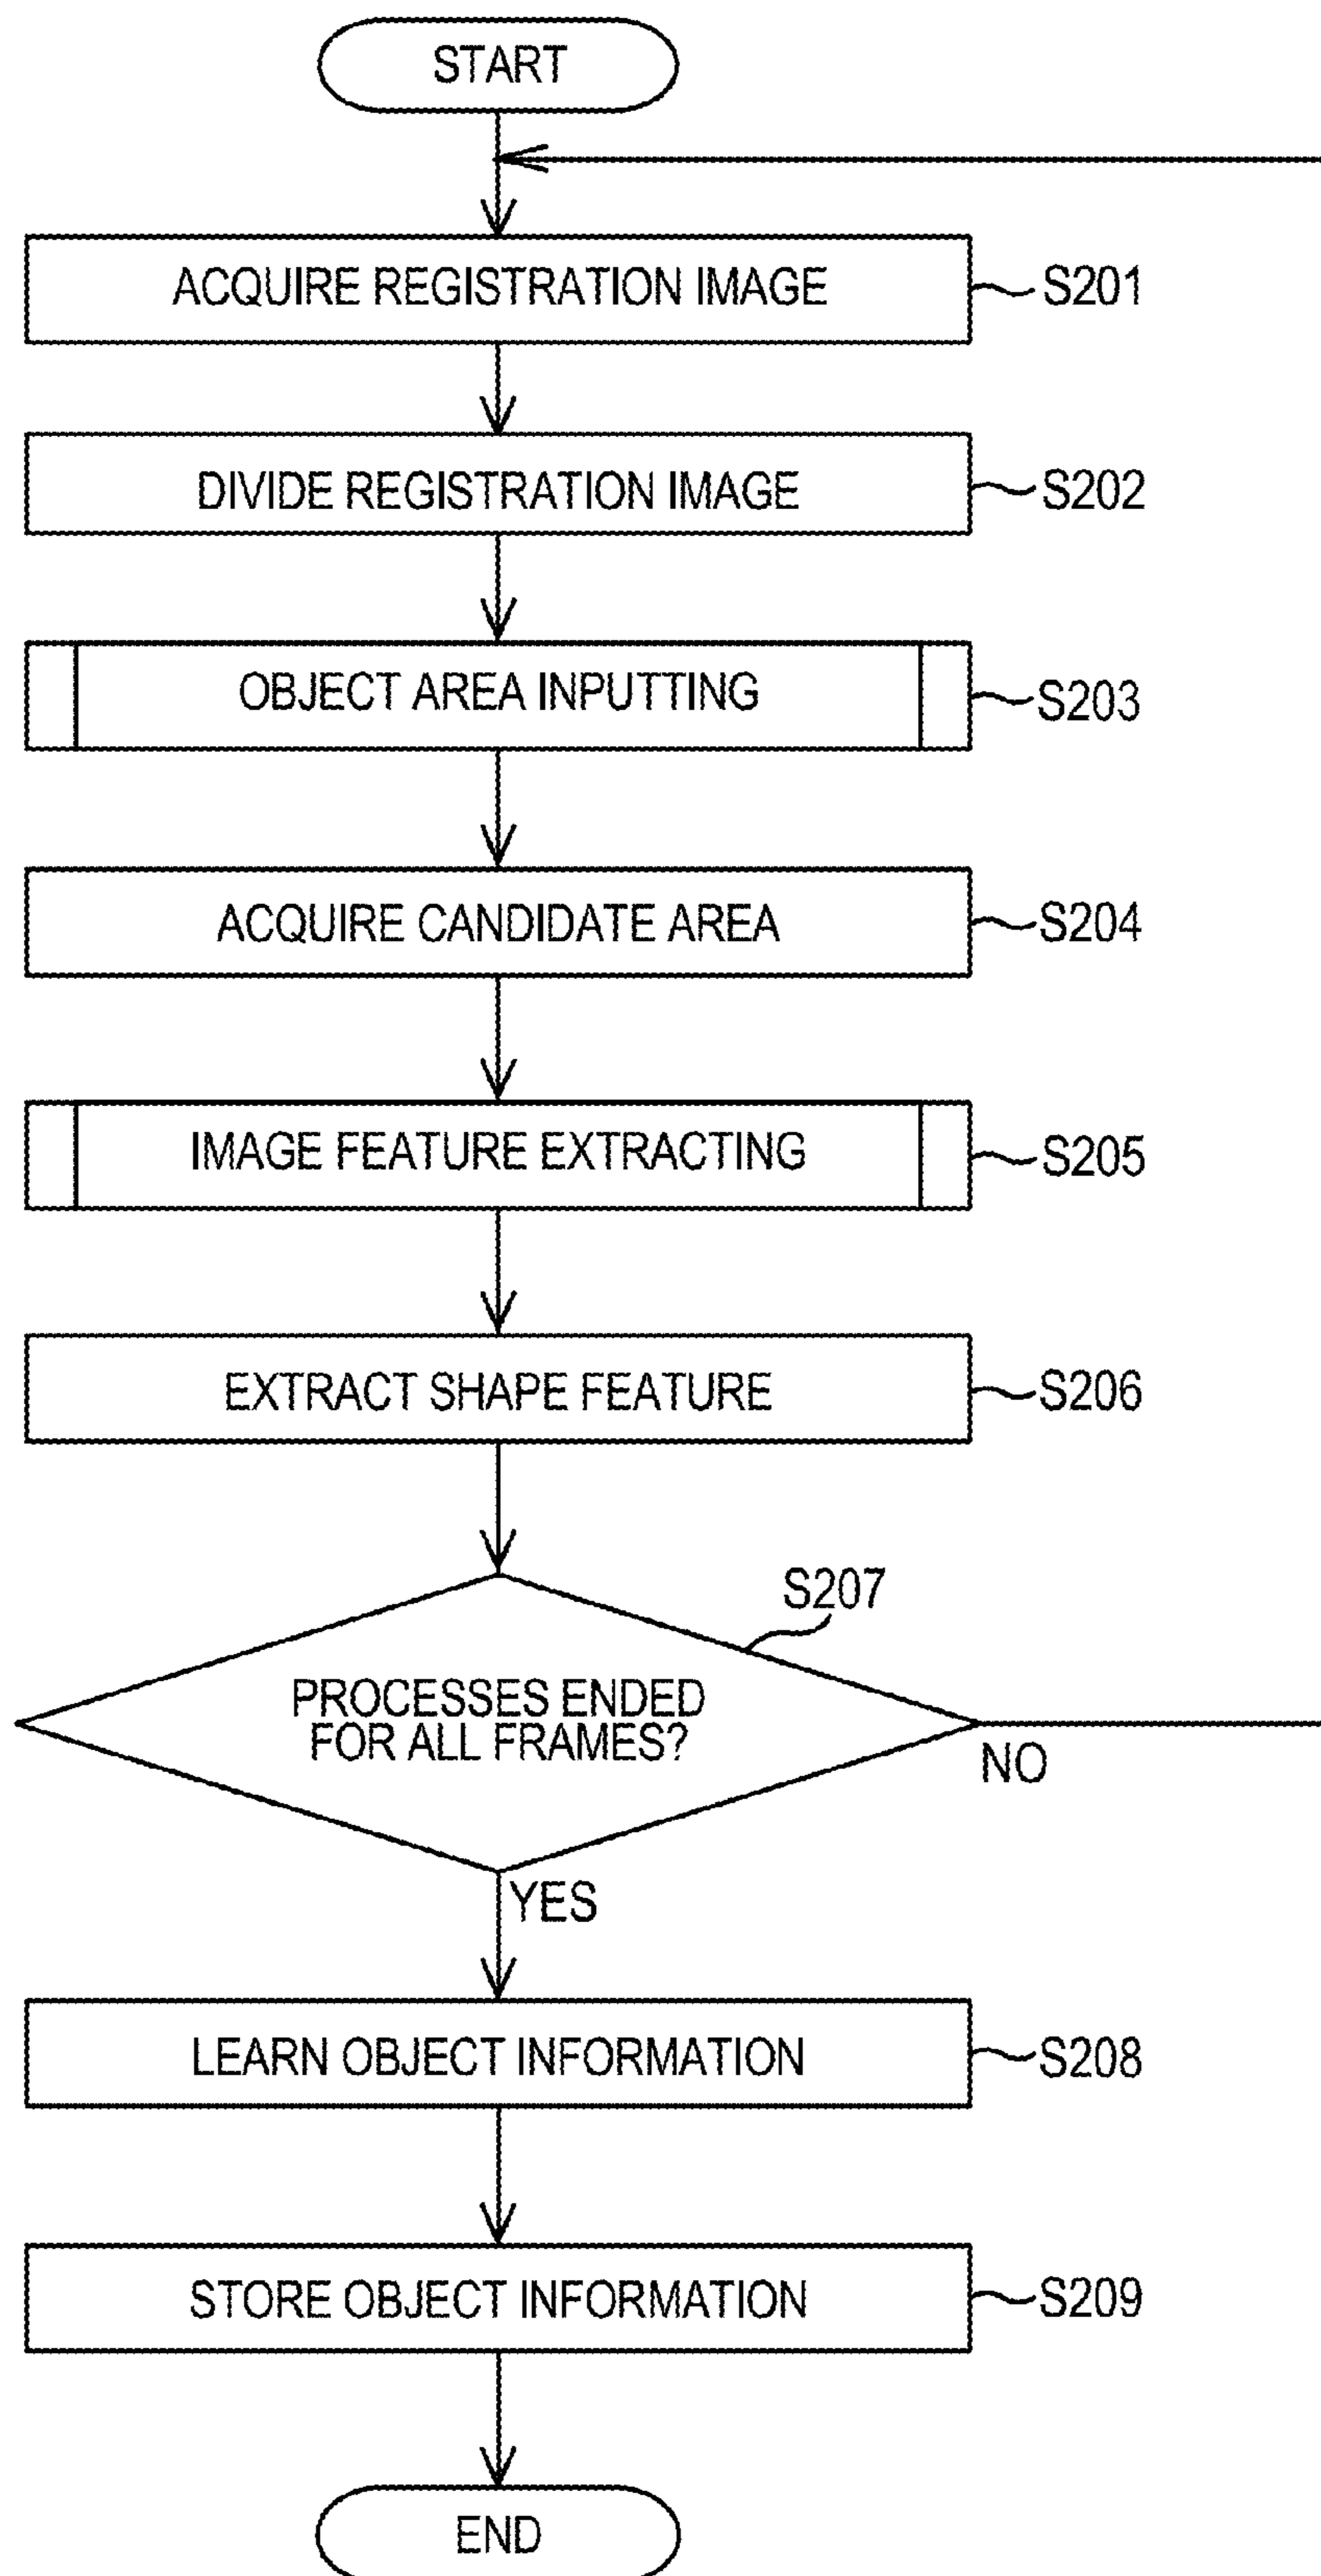 START
ACQUIRE REGISTRATION IMAGE
S201
DIVIDE REGISTRATION IMAGE
S202
OBJECT AREA INPUTTING
S203
ACQUIRE CANDIDATE AREA
S204
IMAGE FEATURE EXTRACTING
S205
EXTRACT SHAPE FEATURE
S206
S207
PROCESSES ENDED
FOR ALL FRAMES?
NO
YES
LEARN OBJECT INFORMATION
S208
STORE OBJECT INFORMATION
S209
END